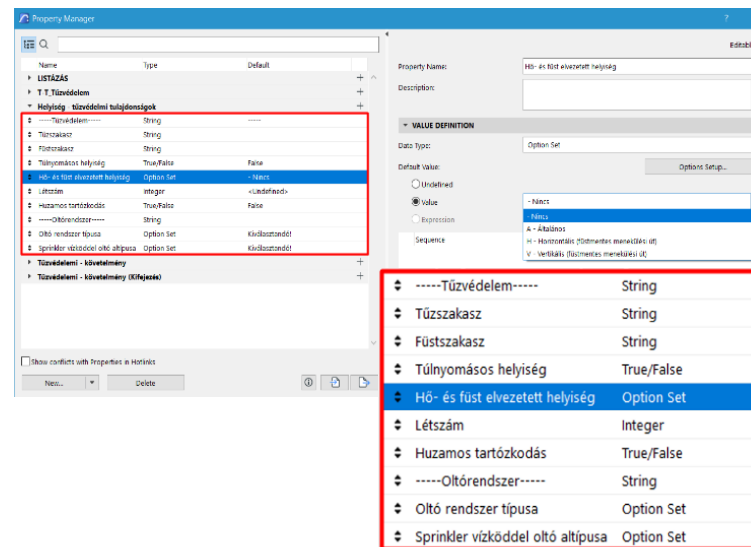 Property Manager
?
Editabl
Name Type Default
LISTÁZÁS
T T_Tűzvédelem
Helyiség - tűzvédelmi tulajdonságok
-----Tűzvédelem----- String -----
Tűzszakasz String
Füstszakasz String
Túlnyomásos helyiség True/False False
Hő- és füst elvezetett helyiség Option Set - Nincs
Létszám Integer <Undefined>
Huzamos tartózkodás True/False False
-----Oltórendszer----- String
Oltó rendszer típusa Option Set Kiválasztandó!
Sprinkler vízköddel oltó altípusa Option Set Kiválasztandó!
Tűzvédelemi - követelmény
Tűzvédelemi - követelmény (Kifejezés)
Show conflicts with Properties in Hotlinks
New... Delete
Property Name: Hő- és füst elvezetett helyiség
Description:
VALUE DEFINITION
Data Type: Option Set
Default Value: Options Setup...
Undefined
Value - Nincs
Expression - Nincs
A - Általános
Sequence H - Horizontális (füstmentes menekülési út)
V - Vertikális (füstmentes menekülési út)
-----Tűzvédelem----- String
Tűzszakasz String
Füstszakasz String
Túlnyomásos helyiség True/False
Hő- és füst elvezetett helyiség Option Set
Létszám Integer
Huzamos tartózkodás True/False
-----Oltórendszer----- String
Oltó rendszer típusa Option Set
Sprinkler vízköddel oltó altípusa Option Set